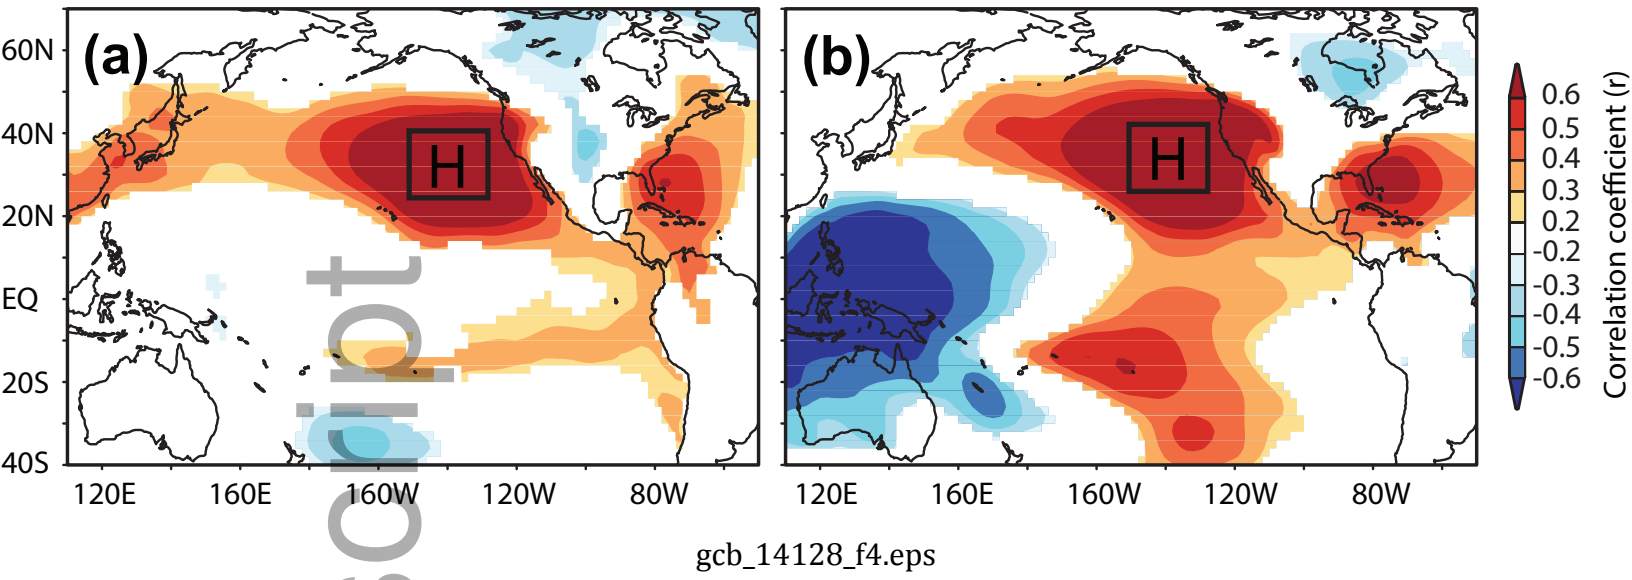 (a)
(b)
60N
40N
20N
EQ
20S
40S
H
H
120E 160E 160W 120W 80W
120E 160E 160W 120W 80W
0.6
0.5
0.4
0.3
0.2
-0.2
-0.3
-0.4
-0.5
-0.6
Correlation coefficient (r)
gcb_14128_f4.eps